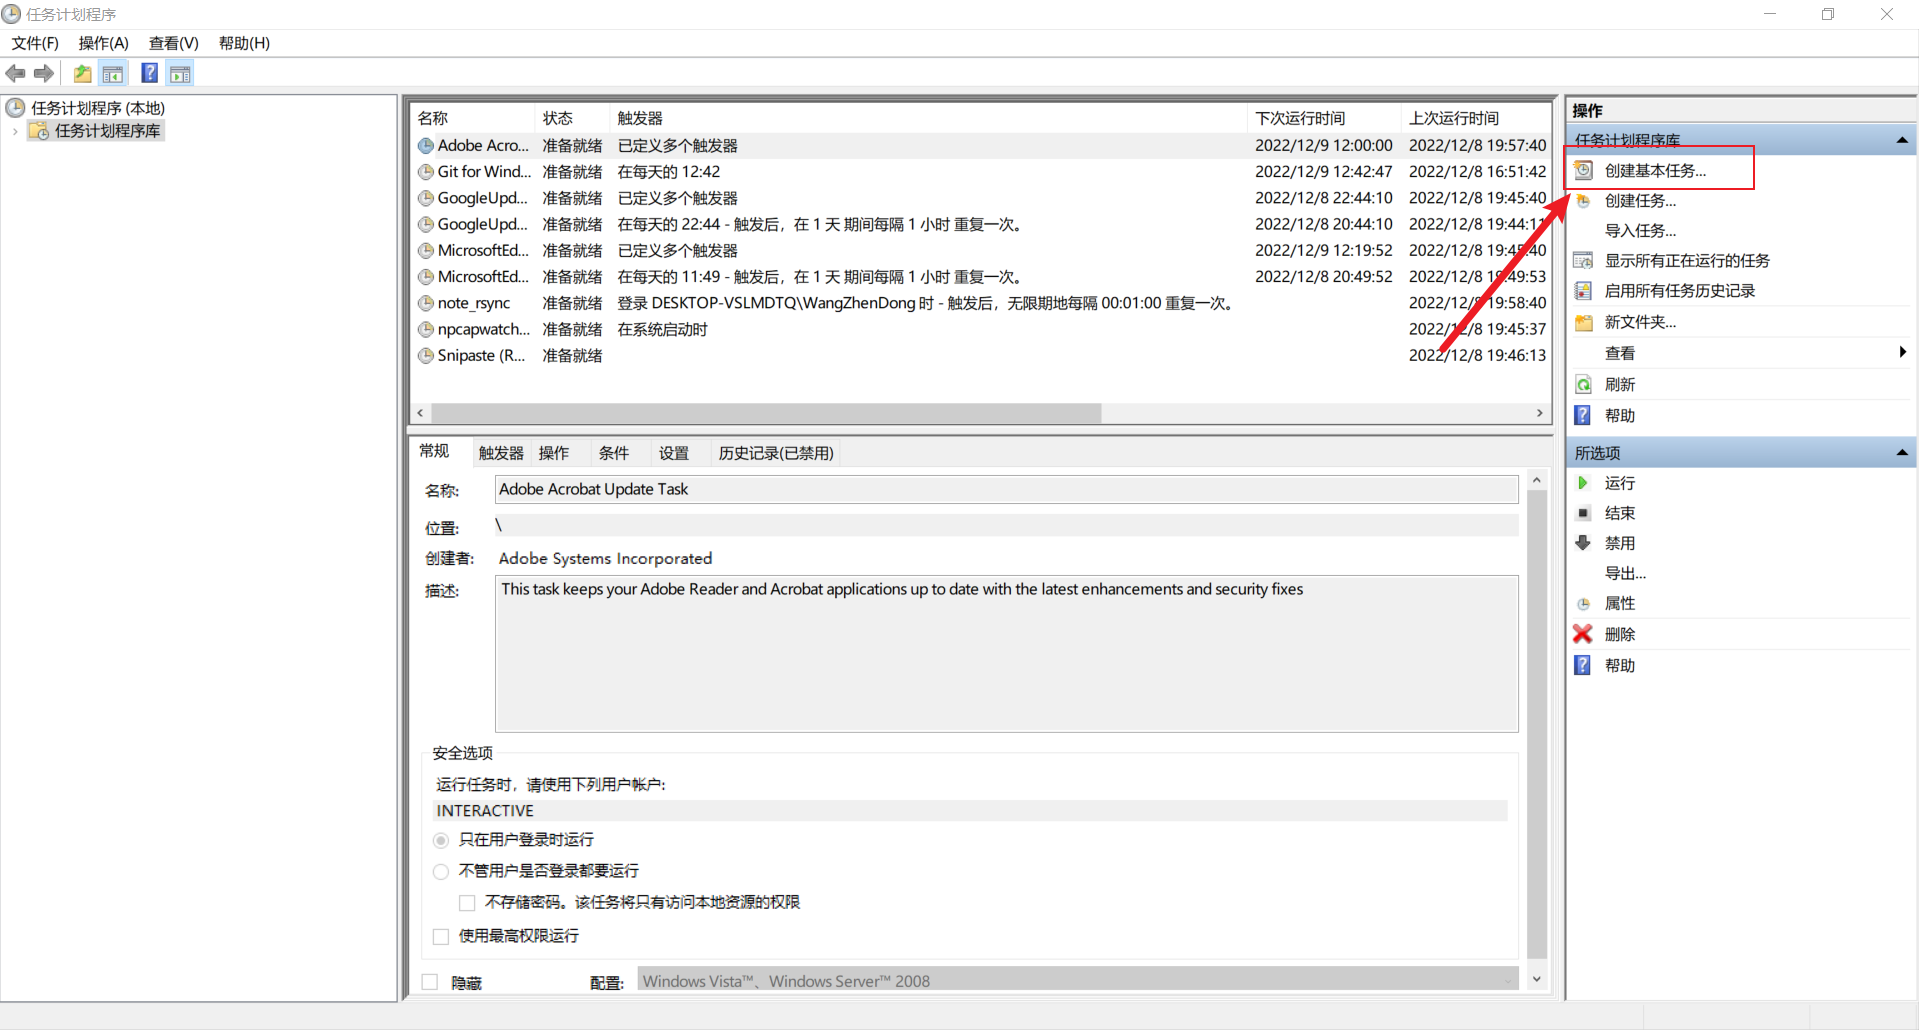 任务计划程序
文件(F) 操作(A) 查看(V) 帮助(H)
任务计划程序 (本地)
任务计划程序库
名称 状态 触发器 下次运行时间 上次运行时间
Adobe Acro... 准备就绪 已定义多个触发器 2022/12/9 12:00:00 2022/12/8 19:57:40
Git for Wind... 准备就绪 在每天的 12:42 2022/12/9 12:42:47 2022/12/8 16:51:42
GoogleUpd... 准备就绪 已定义多个触发器 2022/12/8 22:44:10 2022/12/8 19:45:40
GoogleUpd... 准备就绪 在每天的 22:44 - 触发后，在 1 天 期间每隔 1 小时 重复一次。 2022/12/8 20:44:10 2022/12/8 19:44:11
MicrosoftEd... 准备就绪 已定义多个触发器 2022/12/9 12:19:52 2022/12/8 19:45:40
MicrosoftEd... 准备就绪 在每天的 11:49 - 触发后，在 1 天 期间每隔 1 小时 重复一次。 2022/12/8 20:49:52 2022/12/8 19:49:53
note_rsync 准备就绪 登录 DESKTOP-VSLMDTQ\WangZhenDong 时 - 触发后，无限期地每隔 00:01:00 重复一次。 2022/12/8 19:58:40
npcapwatch... 准备就绪 在系统启动时 2022/12/8 19:45:37
Snipaste (R... 准备就绪 2022/12/8 19:46:13
常规 触发器 操作 条件 设置 历史记录(已禁用)
名称: Adobe Acrobat Update Task
位置: \
创建者: Adobe Systems Incorporated
描述: This task keeps your Adobe Reader and Acrobat applications up to date with the latest enhancements and security fixes
安全选项
运行任务时，请使用下列用户帐户:
INTERACTIVE
只在用户登录时运行
不管用户是否登录都要运行
不存储密码。该任务将只有访问本地资源的权限
使用最高权限运行
隐藏 配置: Windows Vista™、Windows Server™ 2008
操作
任务计划程序库
创建基本任务...
创建任务...
导入任务...
显示所有正在运行的任务
启用所有任务历史记录
新文件夹...
查看
刷新
帮助
所选项
运行
结束
禁用
导出...
属性
删除
帮助